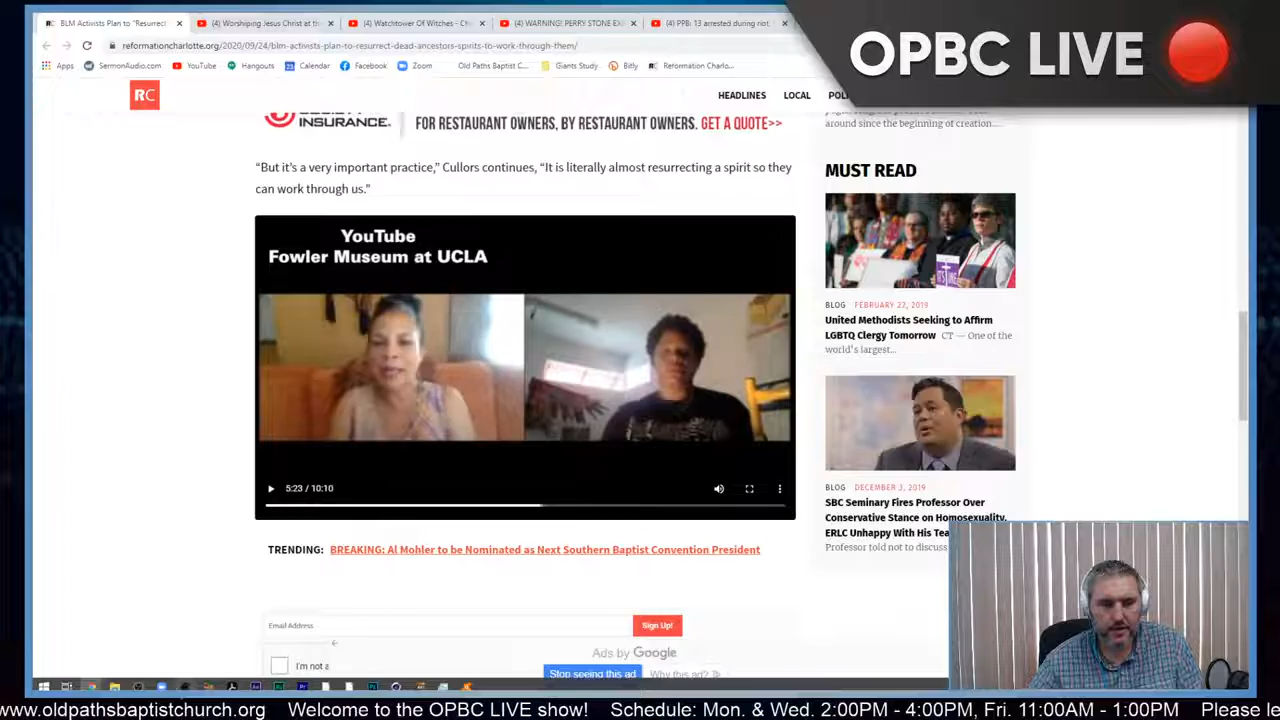 BLM Activists Plan to "Resurrect
(4) Worshiping Jesus Christ at th
(4) Watchtower Of Witches - Ch
(4) WARNING! PERRY STONE EX
(4) PPB: 13 arrested during riot,
reformationcharlotte.org/2020/09/24/blm-activists-plan-to-resurrect-dead-ancestors-spirits-to-work-through-them/
Apps
SermonAudio.com
YouTube
Hangouts
Calendar
Facebook
Zoom
Old Paths Baptist C...
Giants Study
Bitly
Reformation Charlo...
OPBC LIVE
RC
HEADLINES
LOCAL
INSURANCE.
FOR RESTAURANT OWNERS, BY RESTAURANT OWNERS. GET A QUOTE>>
around since the beginning of creation....
“But it’s a very important practice,” Cullors continues, “It is literally almost resurrecting a spirit so they
can work through us.”
YouTube
Fowler Museum at UCLA
5:23 / 10:10
TRENDING: BREAKING: Al Mohler to be Nominated as Next Southern Baptist Convention President
Email Address
Sign Up!
I'm not a
Ads by Google
Stop seeing this ad
Why this ad?
MUST READ
BLOG FEBRUARY 22, 2019
United Methodists Seeking to Affirm
LGBTQ Clergy Tomorrow CT — One of the
world's largest...
BLOG DECEMBER 3, 2019
SBC Seminary Fires Professor Over
Conservative Stance on Homosexuality,
ERLC Unhappy With His Tea
Professor told not to discuss
www.oldpathsbaptistchurch.org Welcome to the OPBC LIVE show! Schedule: Mon. & Wed. 2:00PM - 4:00PM, Fri. 11:00AM - 1:00PM Please le